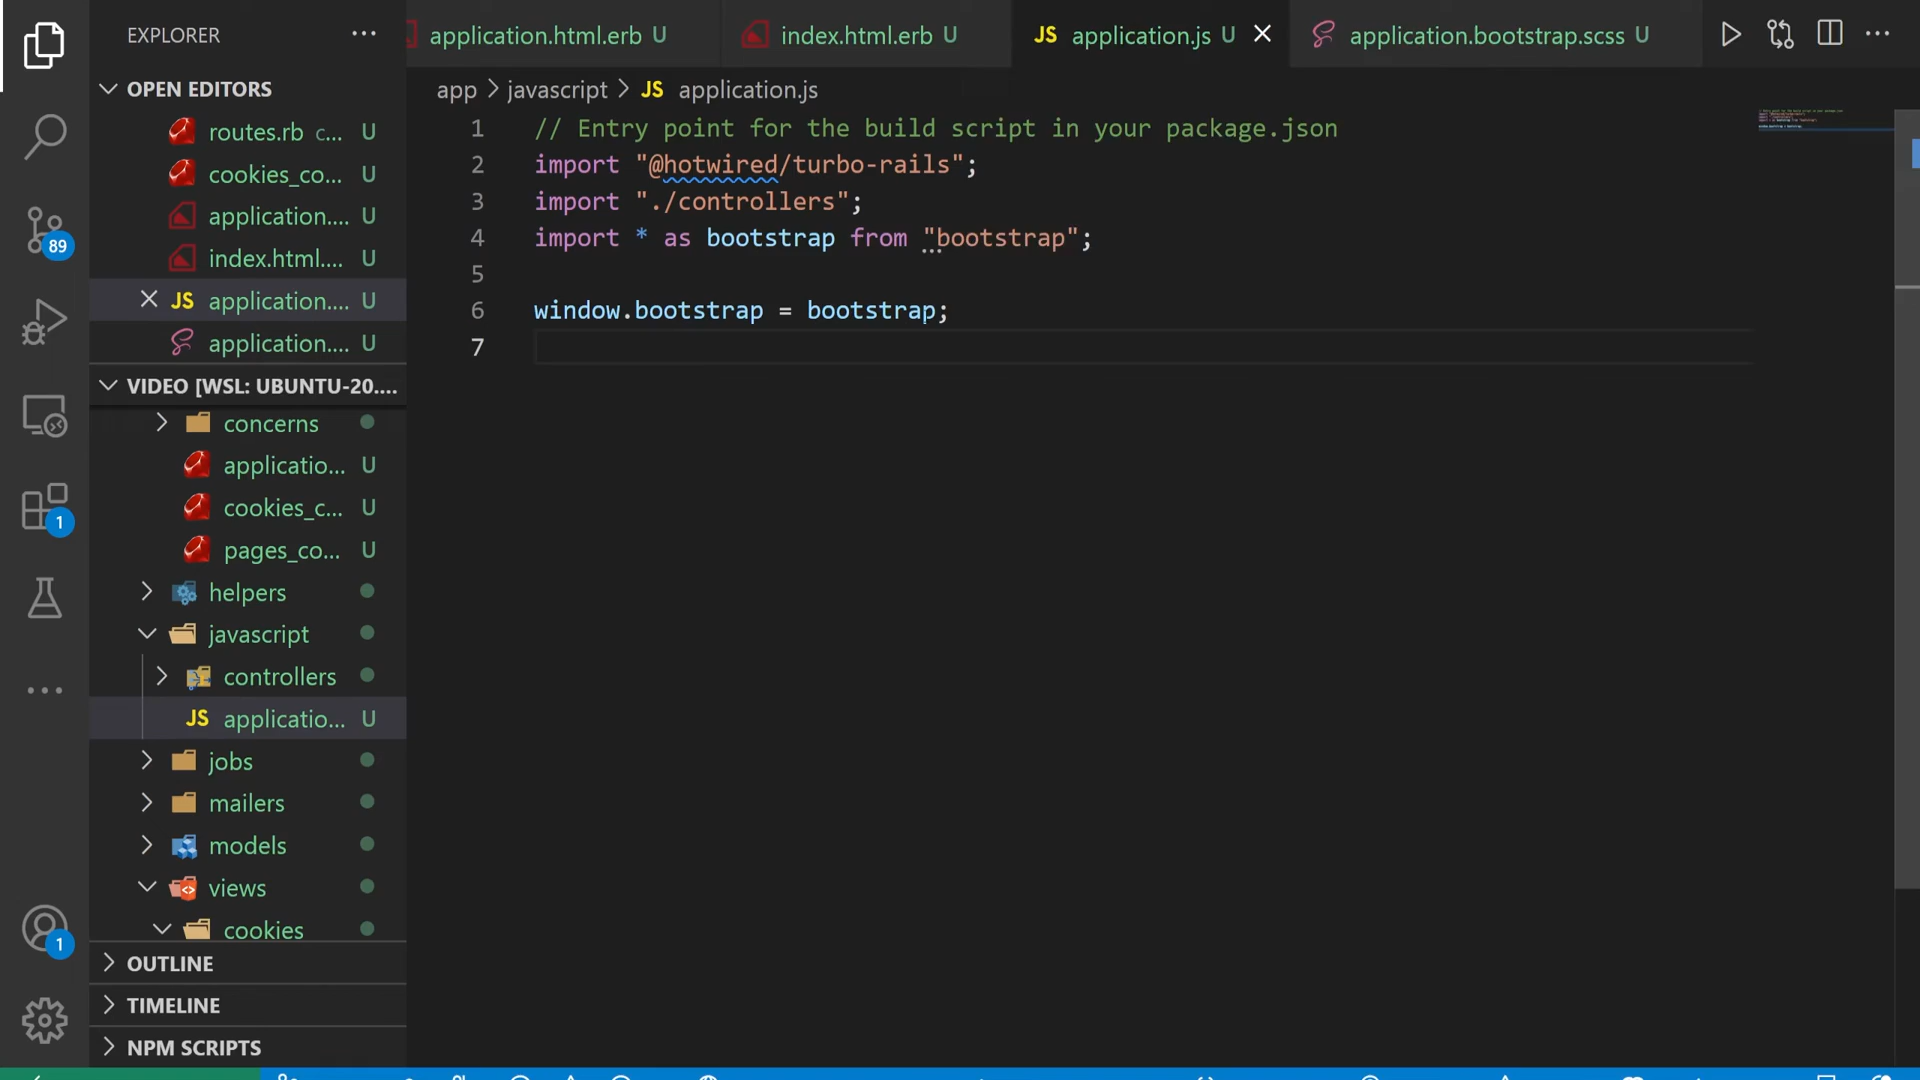 EXPLORER
OPEN EDITORS
routes.rb c... U
cookies_co... U
application.... U
index.html.... U
JS application.... U
application.... U
VIDEO [WSL: UBUNTU-20....
concerns
applicatio... U
cookies_c... U
pages_co... U
helpers
javascript
controllers
JS applicatio... U
jobs
mailers
models
views
cookies
OUTLINE
TIMELINE
NPM SCRIPTS
89
1
1
application.html.erb U
index.html.erb U
JS application.js U
application.bootstrap.scss U
app > javascript > JS application.js
1 // Entry point for the build script in your package.json
2 import "@hotwired/turbo-rails";
3 import "./controllers";
4 import * as bootstrap from "bootstrap";
5
6 window.bootstrap = bootstrap;
7